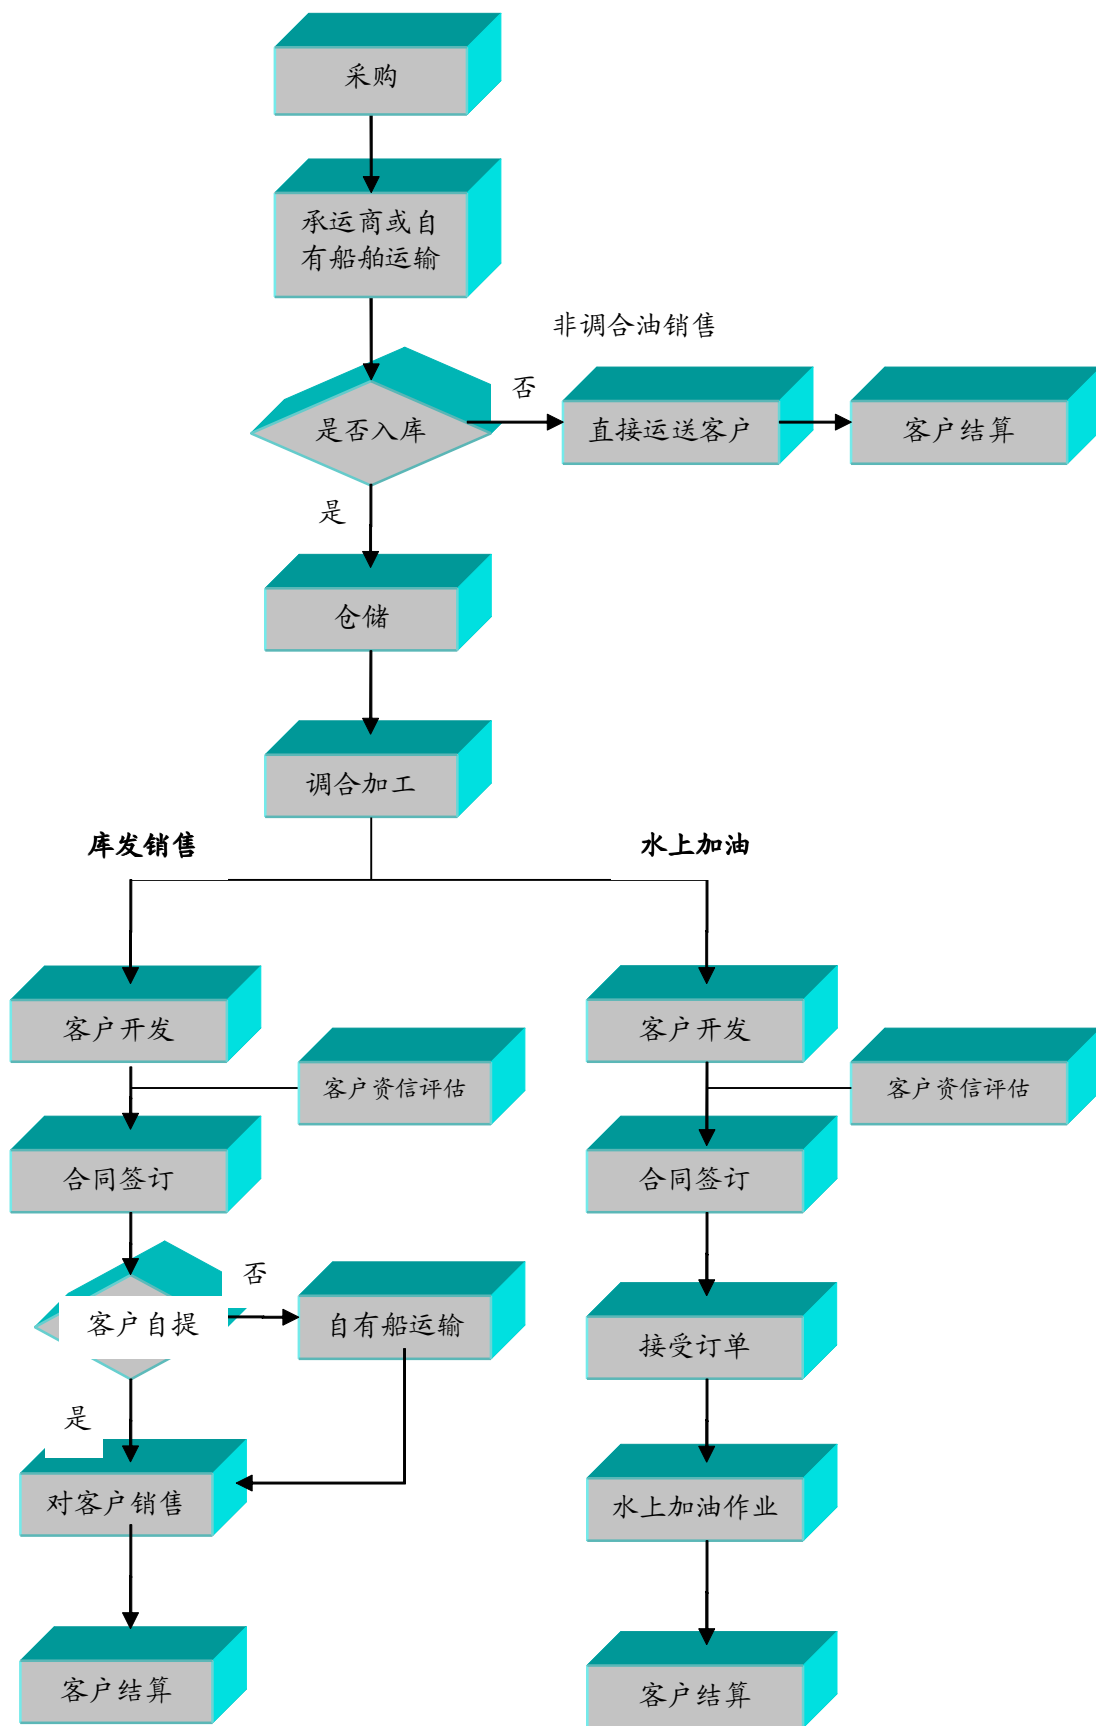 采购
承运商或自
有船舶运输
非调合油销售
是否入库
否
直接运送客户
客户结算
是
仓储
调合加工
库发销售
水上加油
客户开发
客户开发
客户资信评估
客户资信评估
合同签订
合同签订
客户自提
否
自有船运输
接受订单
是
对客户销售
水上加油作业
客户结算
客户结算